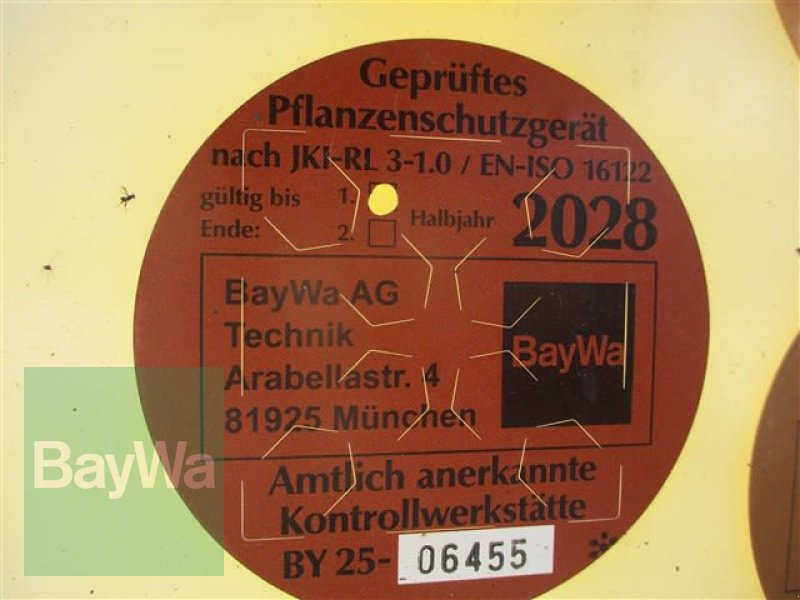 Geprüftes
Pflanzenschutzgerät
nach JKI-RL 3-1.0 / EN-ISO 16122
gültig bis 1. Halbjahr 2028
Ende: 2.
BayWa AG
Technik
Arabellastr. 4
81925 München
BayWa
Amtlich anerkannte
Kontrollwerkstätte
BY 25- 06455
BayWa